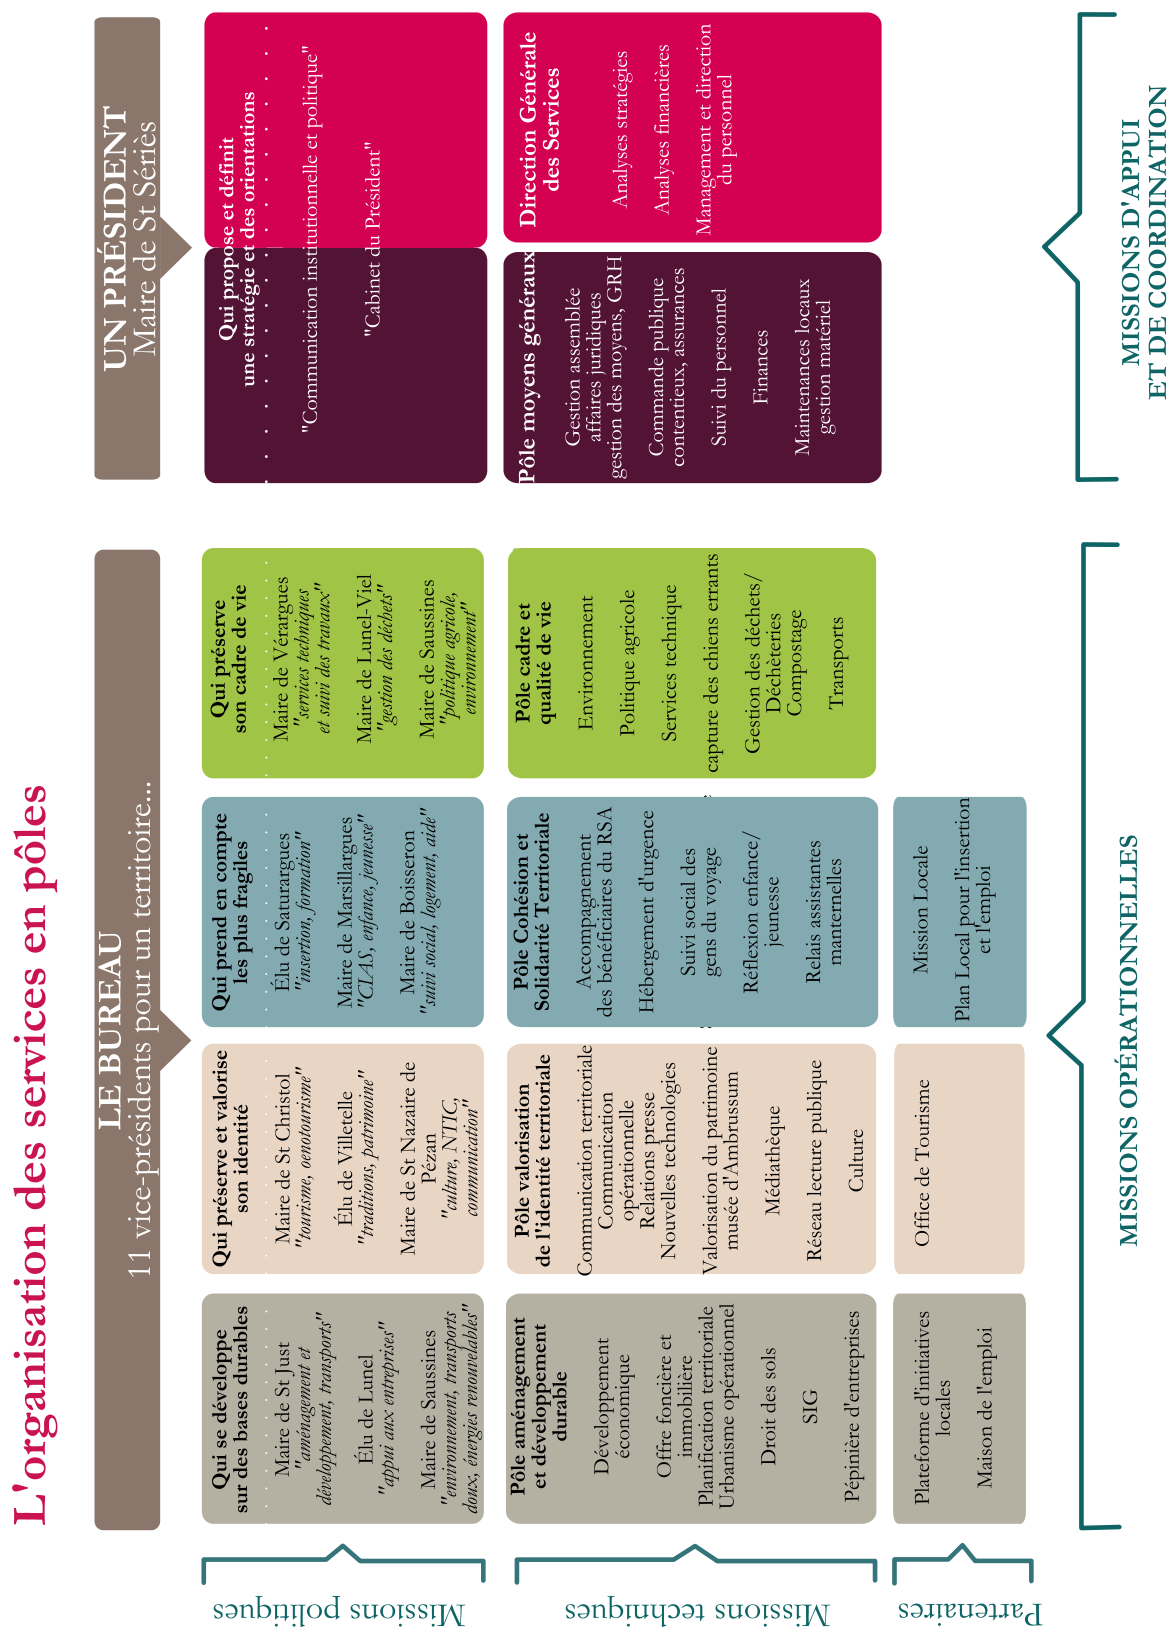 L'organisation des services en pôles
LE BUREAU
11 vice-présidents pour un territoire...
UN PRÉSIDENT
Maire de St Sériès
Missions politiques
Qui se développe
sur des bases durables
Maire de St Just
"aménagement et
développement, transports"
Élu de Lunel
"appui aux entreprises"
Maire de Saussines
"environnement, transports
doux, énergies renouvelables"
Qui préserve et valorise
son identité
Maire de St Christol
"tourisme, oenotourisme"
Élu de Villetelle
"traditions, patrimoine"
Maire de St Nazaire de
Pézan
"culture, NTIC,
communication"
Qui prend en compte
les plus fragiles
Élu de Saturargues
"insertion, formation"
Maire de Marsillargues
"CIAS, enfance, jeunesse"
Maire de Boisseron
"suivi social, logement, aide"
Qui préserve
son cadre de vie
Maire de Vérargues
"services techniques
et suivi des travaux"
Maire de Lunel-Viel
"gestion des déchets"
Maire de Saussines
"politique agricole,
environnement"
Qui propose et définit
une stratégie et des orientations
"Communication institutionnelle et politique"
"Cabinet du Président"
Missions techniques
Pôle aménagement
et développement
durable
Développement
économique
Offre foncière et
immobilière
Planification territoriale
Urbanisme opérationnel
Droit des sols
SIG
Pépinière d'entreprises
Pôle valorisation
de l'identité territoriale
Communication territoriale
Communication
opérationnelle
Relations presse
Nouvelles technologies
Valorisation du patrimoine
musée d'Ambrussum
Médiathèque
Réseau lecture publique
Culture
Pôle Cohésion et
Solidarité Territoriale
Accompagnement
des bénéficiaires du RSA
Hébergement d'urgence
Suivi social des
gens du voyage
Réflexion enfance/
jeunesse
Relais assistantes
manternelles
Pôle cadre et
qualité de vie
Environnement
Politique agricole
Services technique
capture des chiens errants
Gestion des déchets/
Déchèteries
Compostage
Transports
Pôle moyens généraux
Gestion assemblée
affaires juridiques
gestion des moyens, GRH
Commande publique
contentieux, assurances
Suivi du personnel
Finances
Maintenances locaux
gestion matériel
Direction Générale
des Services
Analyses stratégies
Analyses financières
Management et direction
du personnel
Partenaires
Plateforme d'initiatives
locales
Maison de l'emploi
Office de Tourisme
Mission Locale
Plan Local pour l'insertion
et l'emploi
MISSIONS OPÉRATIONNELLES
MISSIONS D'APPUI
ET DE COORDINATION